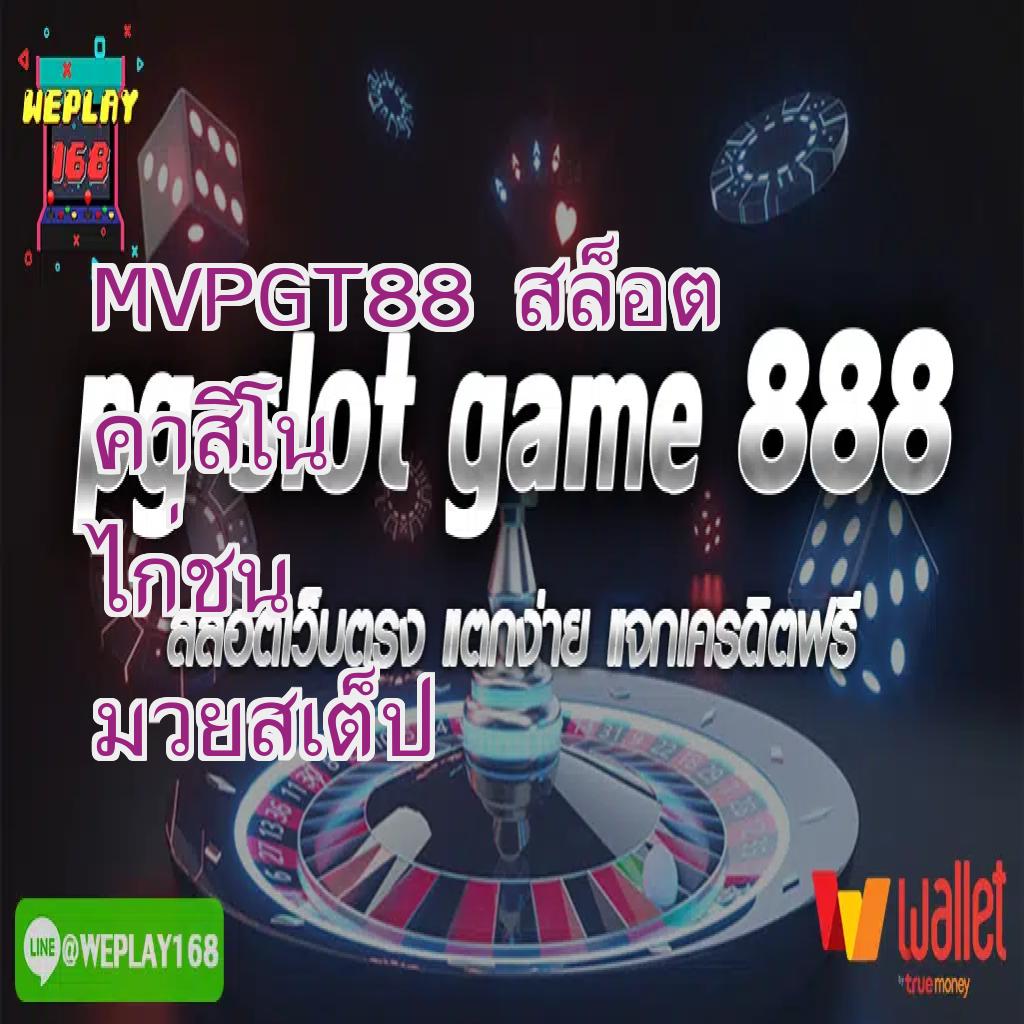 WEPLAY
168
MVPGT88 สล็อต
pg slot game 888
คาสิโน
ไก่ชน
สล็อตเว็บตรง แตกง่าย แจกเครดิตฟรี
มวยสเต็ป
LINE @WEPLAY168
wallet
by truemoney